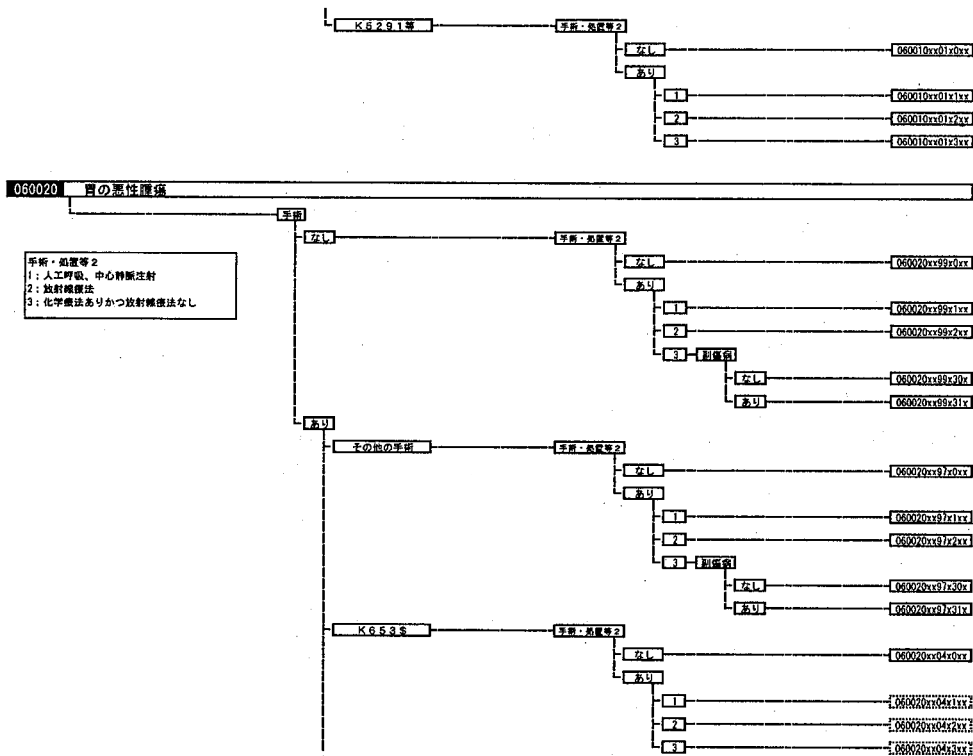 K5291等 手術・処置等2
なし 060010xx01x0xx
あり
1 060010xx01x1xx
2 060010xx01x2xx
3 060010xx01x3xx
060020 胃の悪性腫瘍
手術
なし 手術・処置等2
なし 060020xx99x0xx
あり
1 060020xx99x1xx
2 060020xx99x2xx
3 副傷病
なし 060020xx99x30x
あり 060020xx99x31x
手術・処置等2
1:人工呼吸、中心静脈注射
2:放射線療法
3:化学療法ありかつ放射線療法なし
あり
その他の手術 手術・処置等2
なし 060020xx97x0xx
あり
1 060020xx97x1xx
2 060020xx97x2xx
3 副傷病
なし 060020xx97x30x
あり 060020xx97x31x
K653$ 手術・処置等2
なし 060020xx04x0xx
あり
1 060020xx04x1xx
2 060020xx04x2xx
3 060020xx04x3xx